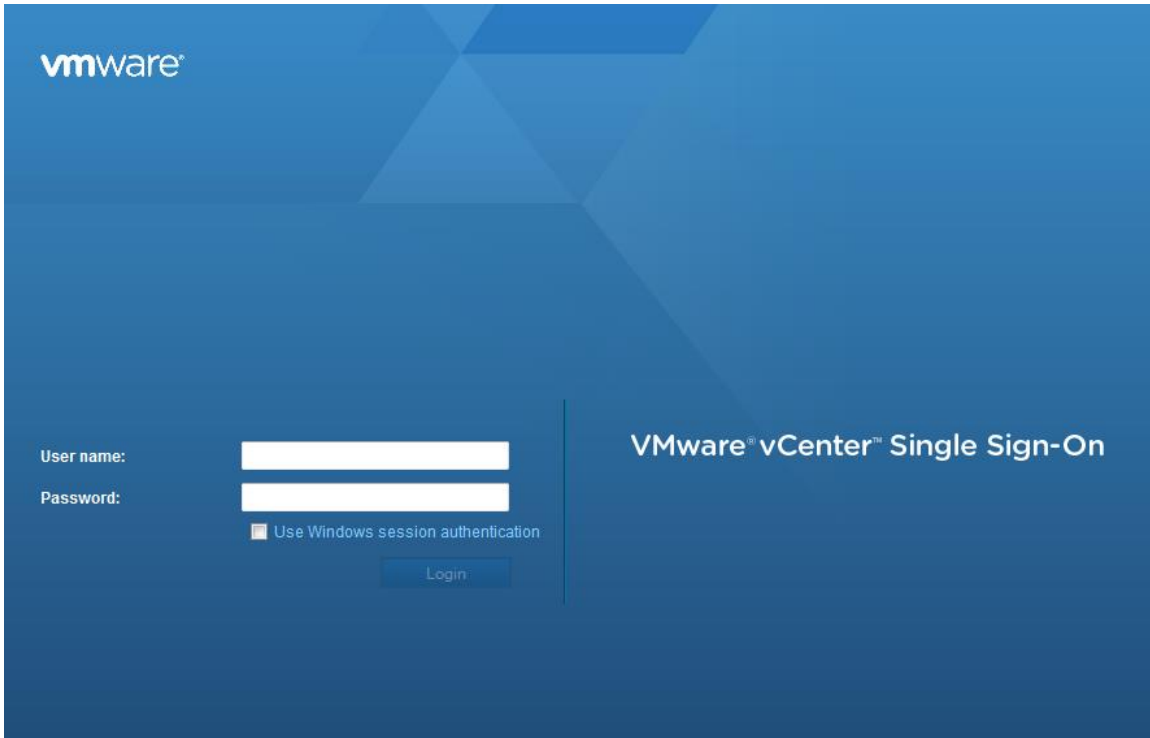 vmware®
User name:
Password:
Use Windows session authentication
Login
VMware® vCenter™ Single Sign-On